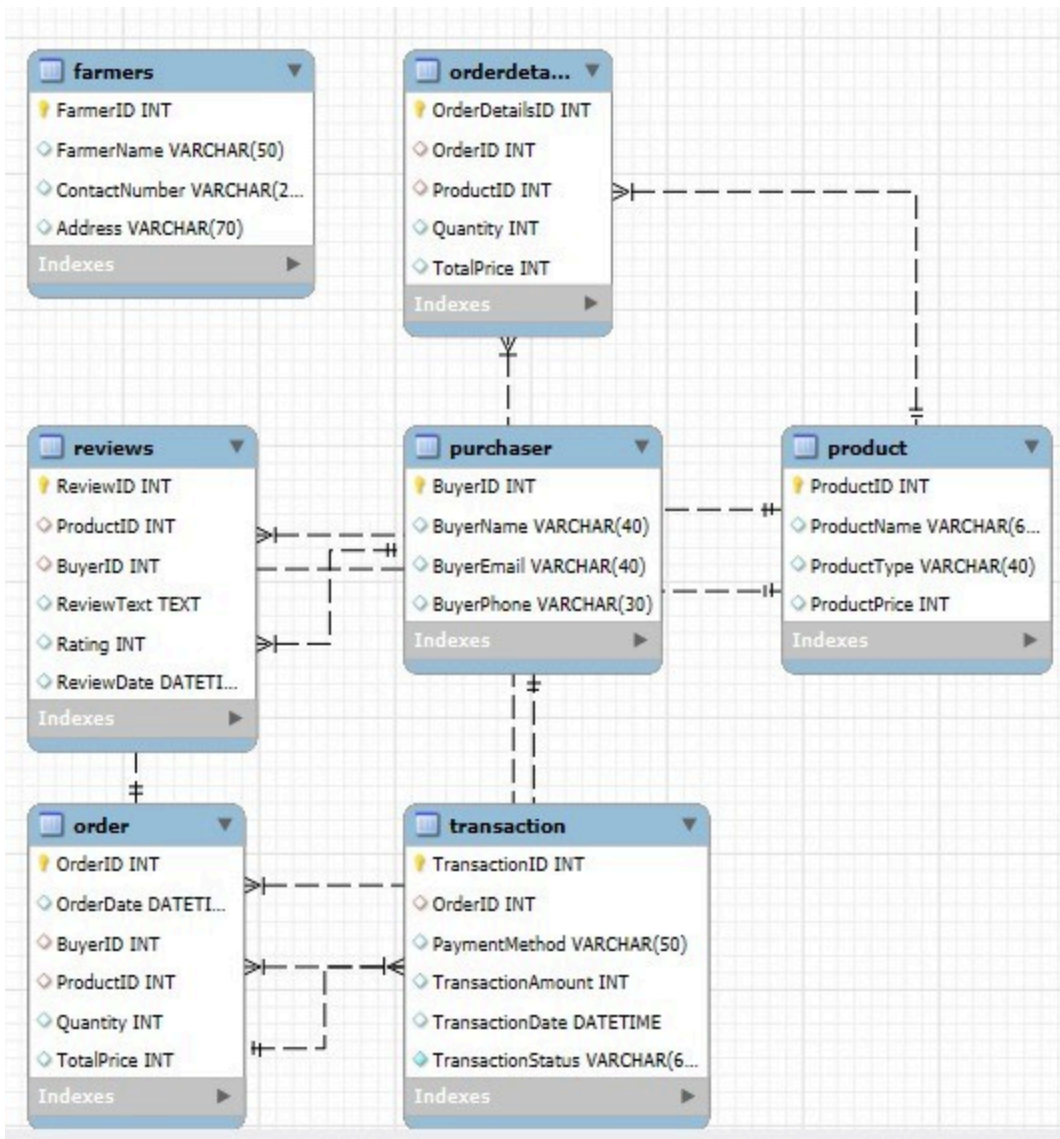 farmers
FarmerID INT
FarmerName VARCHAR(50)
ContactNumber VARCHAR(2...
Address VARCHAR(70)
Indexes
orderdeta...
OrderDetailsID INT
OrderID INT
ProductID INT
Quantity INT
TotalPrice INT
Indexes
reviews
ReviewID INT
ProductID INT
BuyerID INT
ReviewText TEXT
Rating INT
ReviewDate DATETI...
Indexes
purchaser
BuyerID INT
BuyerName VARCHAR(40)
BuyerEmail VARCHAR(40)
BuyerPhone VARCHAR(30)
Indexes
product
ProductID INT
ProductName VARCHAR(6...
ProductType VARCHAR(40)
ProductPrice INT
Indexes
order
OrderID INT
OrderDate DATETI...
BuyerID INT
ProductID INT
Quantity INT
TotalPrice INT
Indexes
transaction
TransactionID INT
OrderID INT
PaymentMethod VARCHAR(50)
TransactionAmount INT
TransactionDate DATETIME
TransactionStatus VARCHAR(6...
Indexes